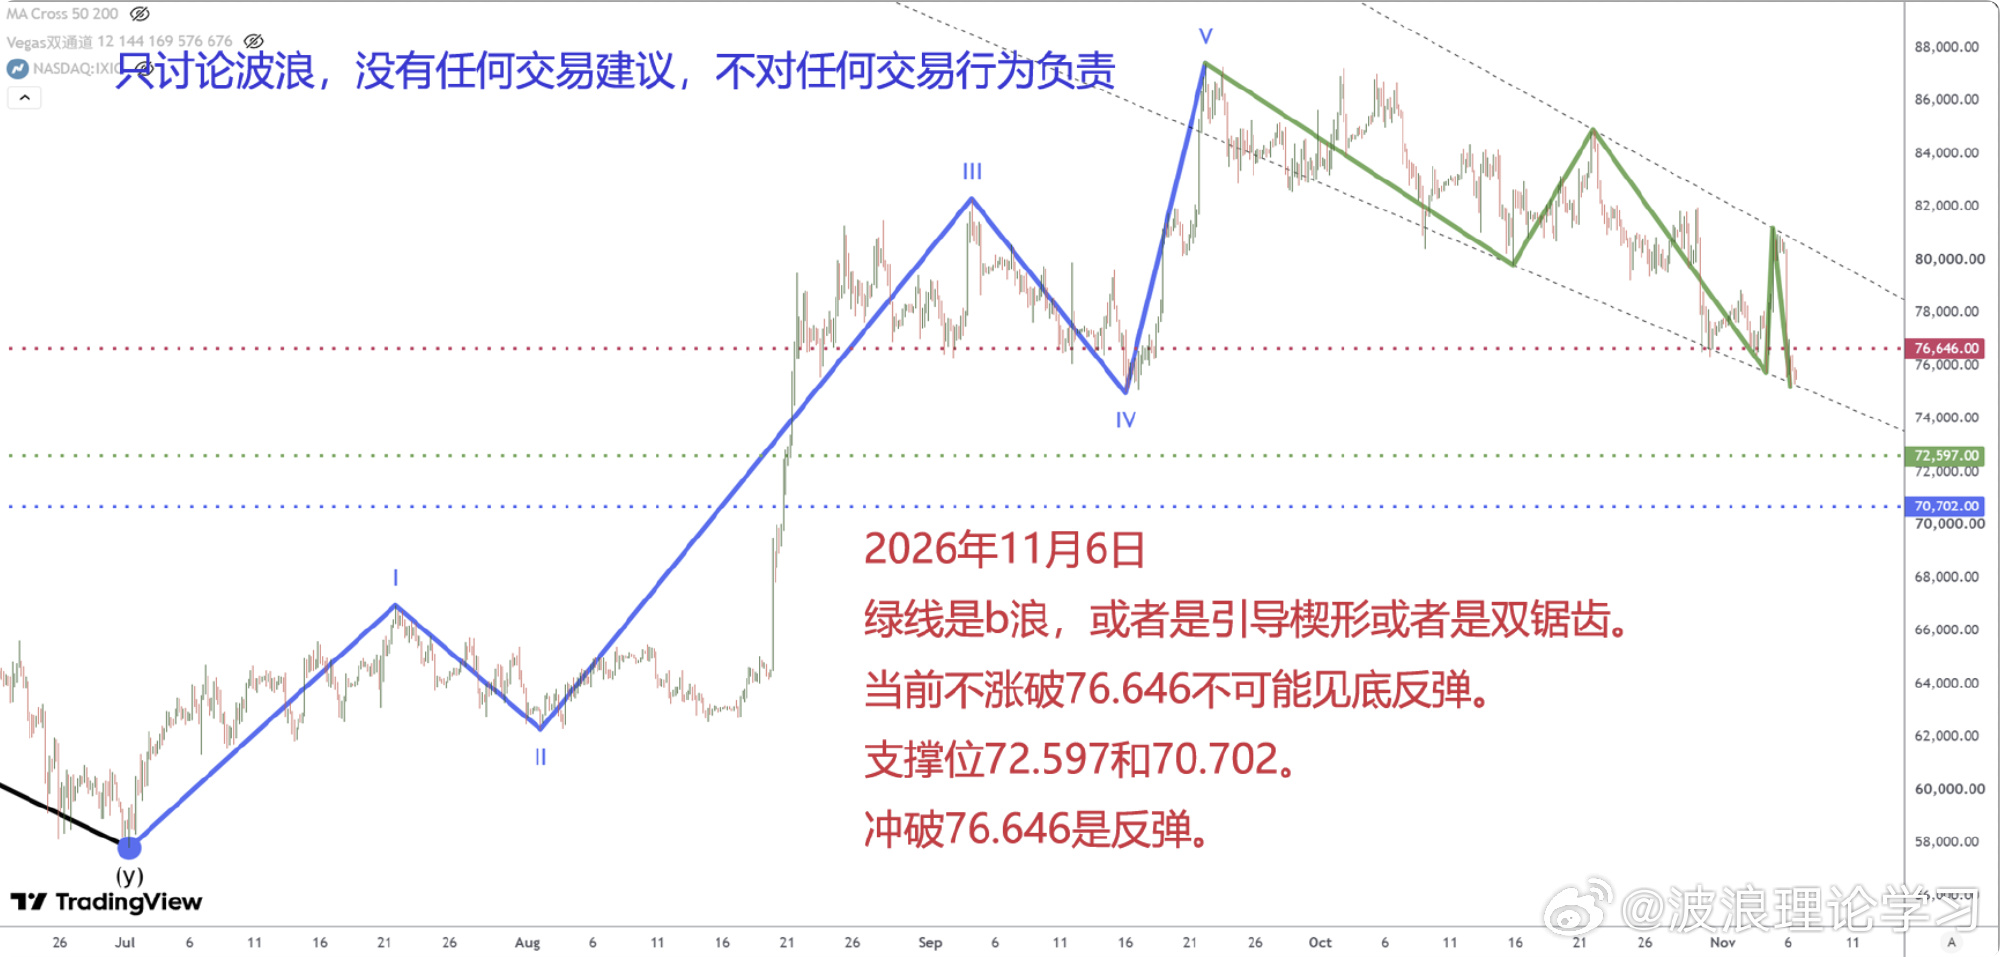 MA Cross 50 200
Vegas双通道 12 144 169 576 676
NASDAQ:IXIC
只讨论波浪，没有任何交易建议，不对任何交易行为负责
V
III
I
IV
II
(y)
88,000.00
86,000.00
84,000.00
82,000.00
80,000.00
78,000.00
76,646.00
76,000.00
74,000.00
72,597.00
72,000.00
70,702.00
70,000.00
68,000.00
66,000.00
64,000.00
62,000.00
60,000.00
58,000.00
56,000.00
2026年11月6日
绿线是b浪，或者是引导楔形或者是双锯齿。
当前不涨破76.646不可能见底反弹。
支撑位72.597和70.702。
冲破76.646是反弹。
TradingView
@波浪理论学习
26 Jul 6 11 16 21 26 Aug 6 11 16 21 26 Sep 6 11 16 21 26 Oct 6 11 16 21 26 Nov 6 11 A